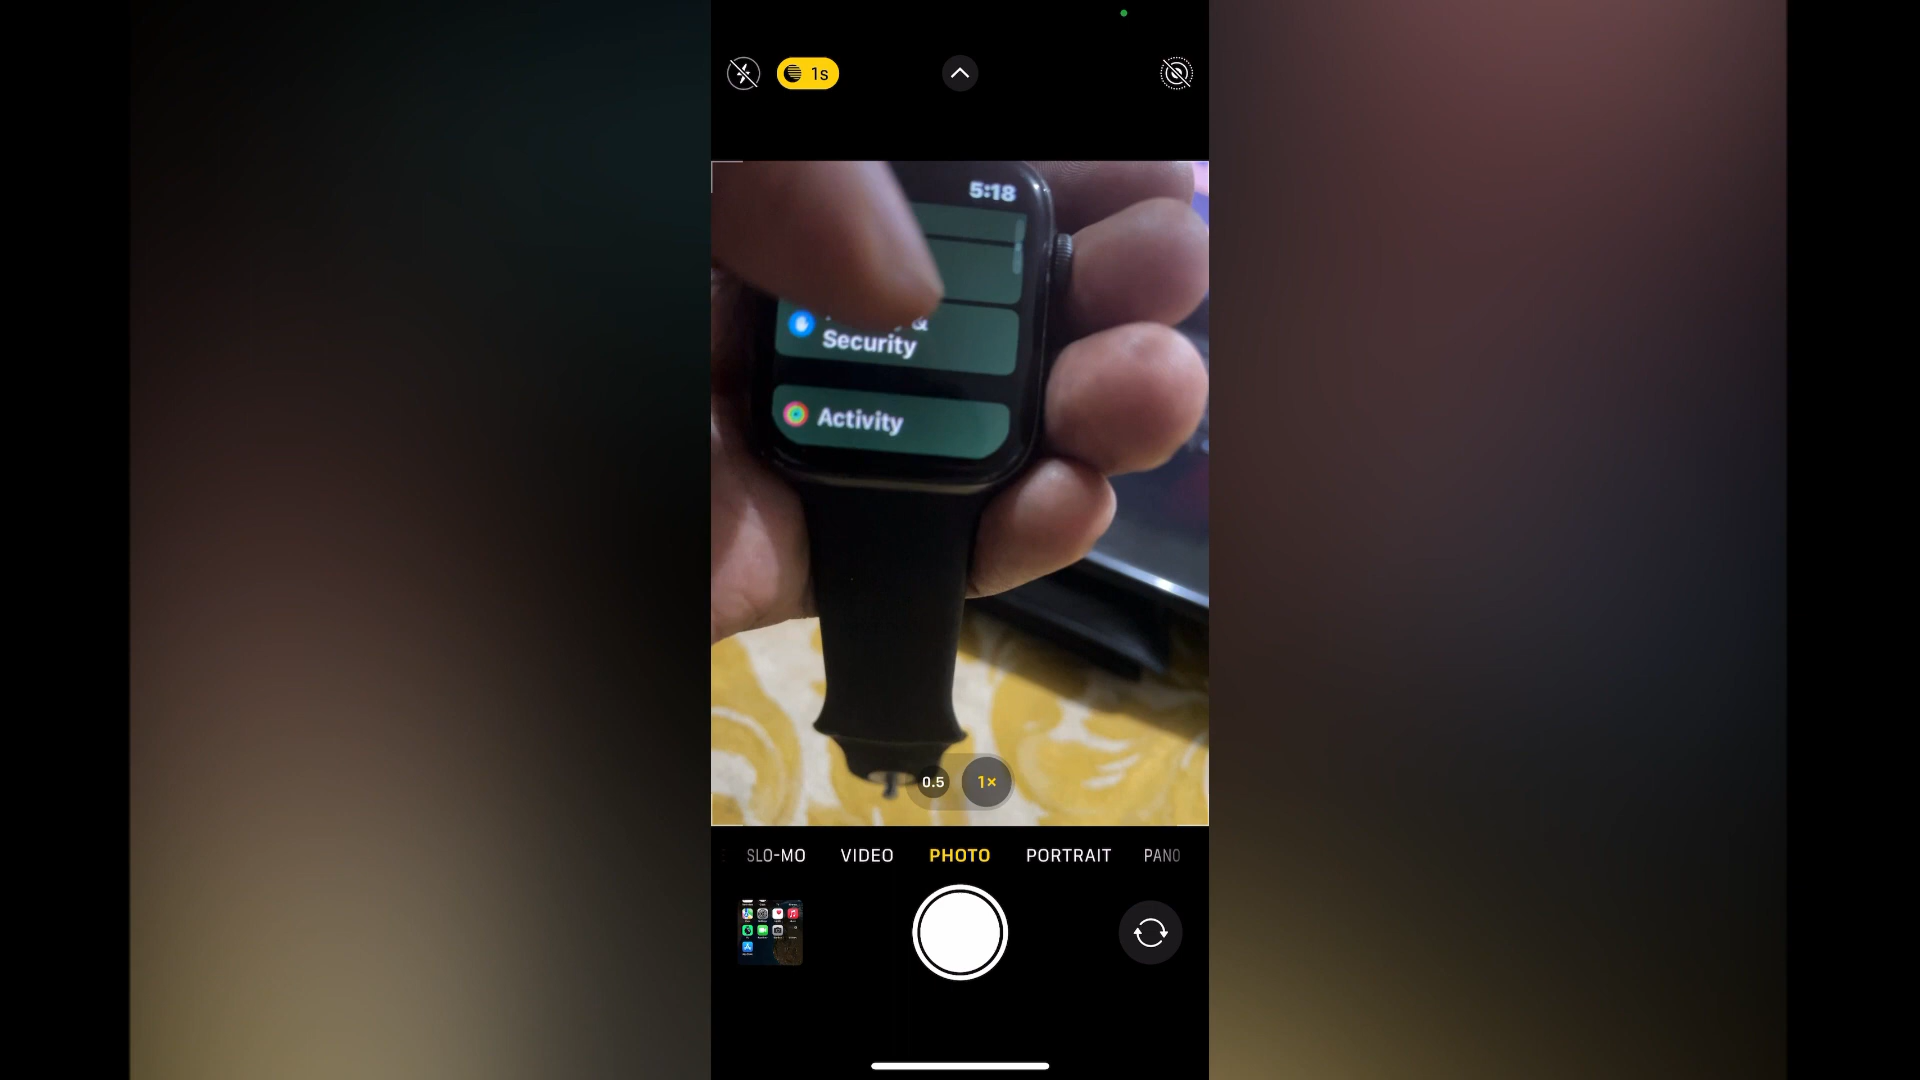 1s
5:18
&
Security
Activity
0.5 1×
SLO-MO VIDEO PHOTO PORTRAIT PANO